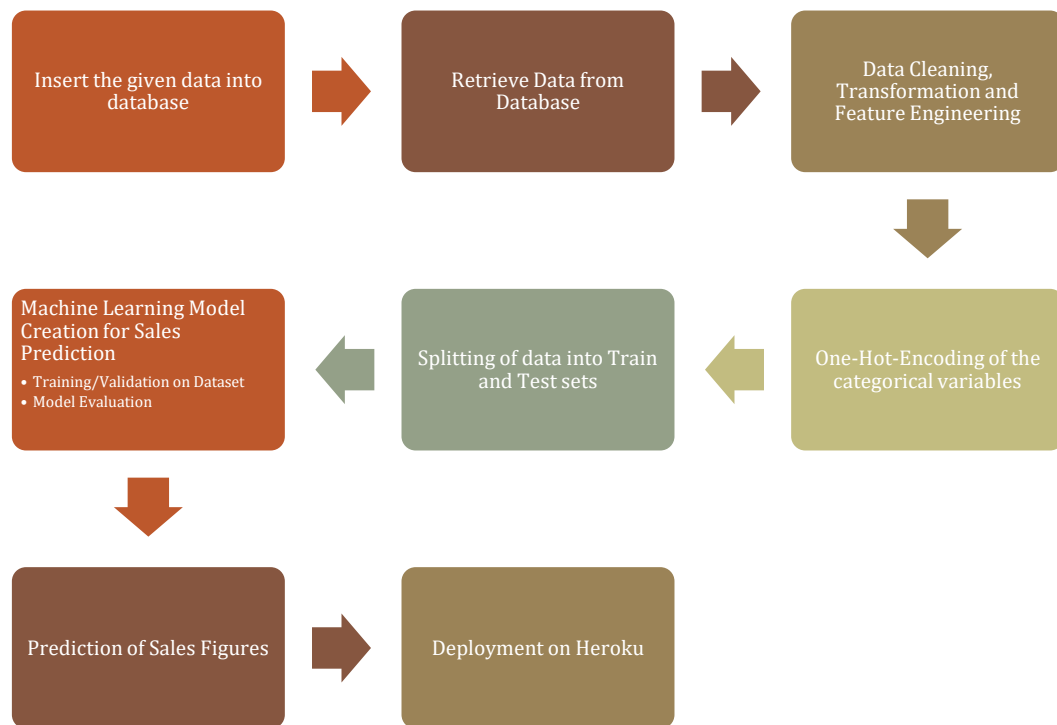 Insert the given data into
database
Retrieve Data from
Database
Data Cleaning,
Transformation and
Feature Engineering
One-Hot-Encoding of the
categorical variables
Splitting of data into Train
and Test sets
Machine Learning Model
Creation for Sales
Prediction
• Training/Validation on Dataset
• Model Evaluation
Prediction of Sales Figures
Deployment on Heroku